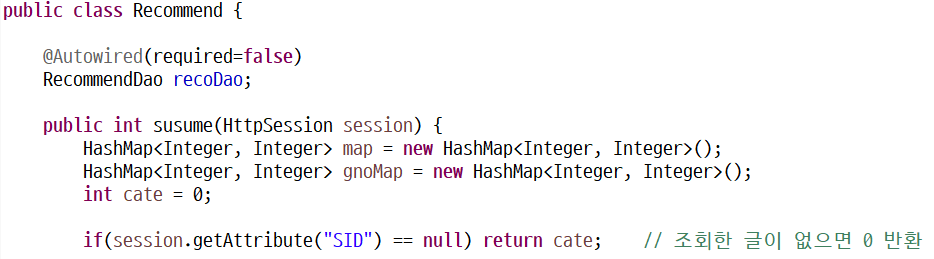 public class Recommend {
@Autowired(required=false)
RecommendDao recoDao;
public int susume(HttpSession session) {
HashMap<Integer, Integer> map = new HashMap<Integer, Integer>();
HashMap<Integer, Integer> gnoMap = new HashMap<Integer, Integer>();
int cate = 0;
if(session.getAttribute("SID") == null) return cate;    // 조회한 글이 없으면 0 반환